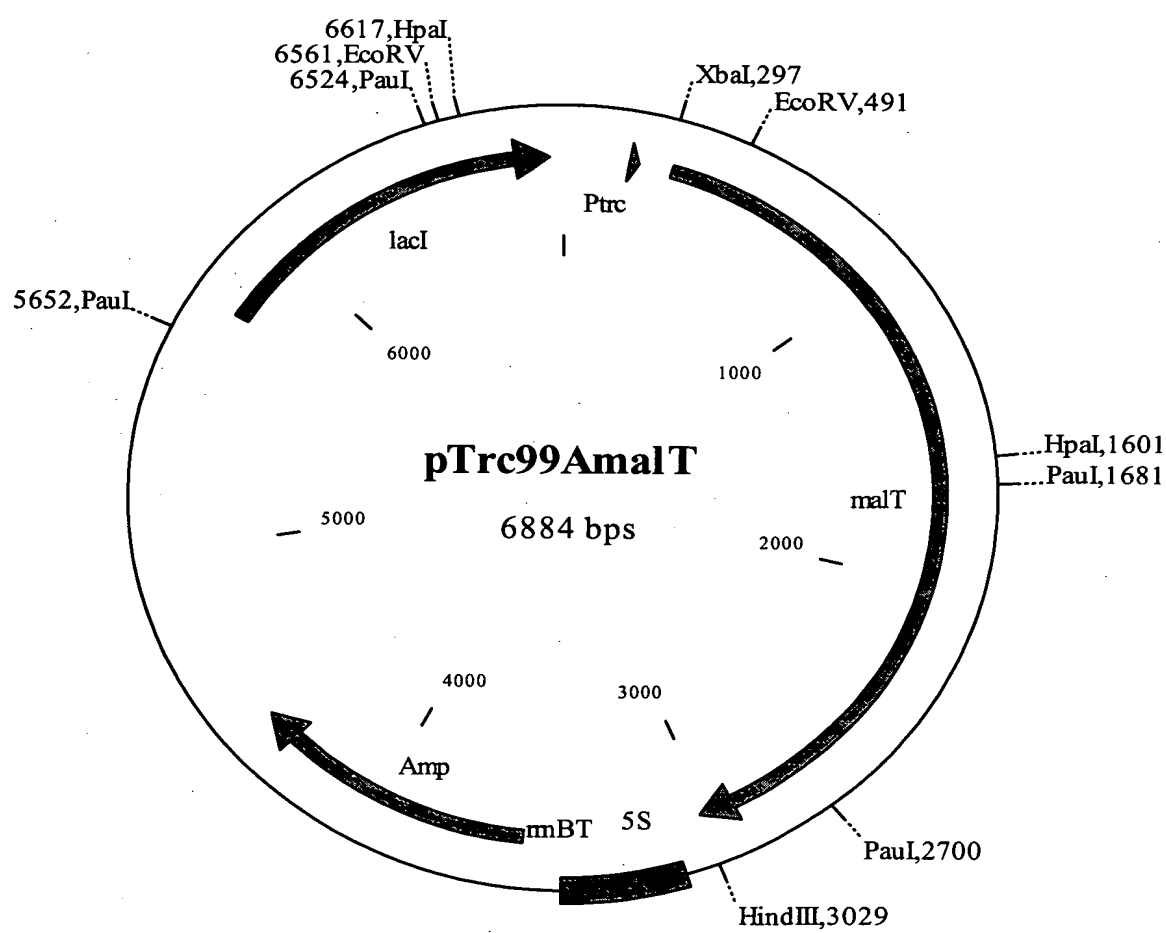 6617,HpaI
6561,EcoRV
6524,PauI
XbaI,297
EcoRV,491
Ptrc
lacI
5652,PauI
6000
1000
HpaI,1601
PauI,1681
pTrc99AmalT
malT
6884 bps
5000
2000
4000
3000
Amp
rrnBT
5S
PauI,2700
HindIII,3029